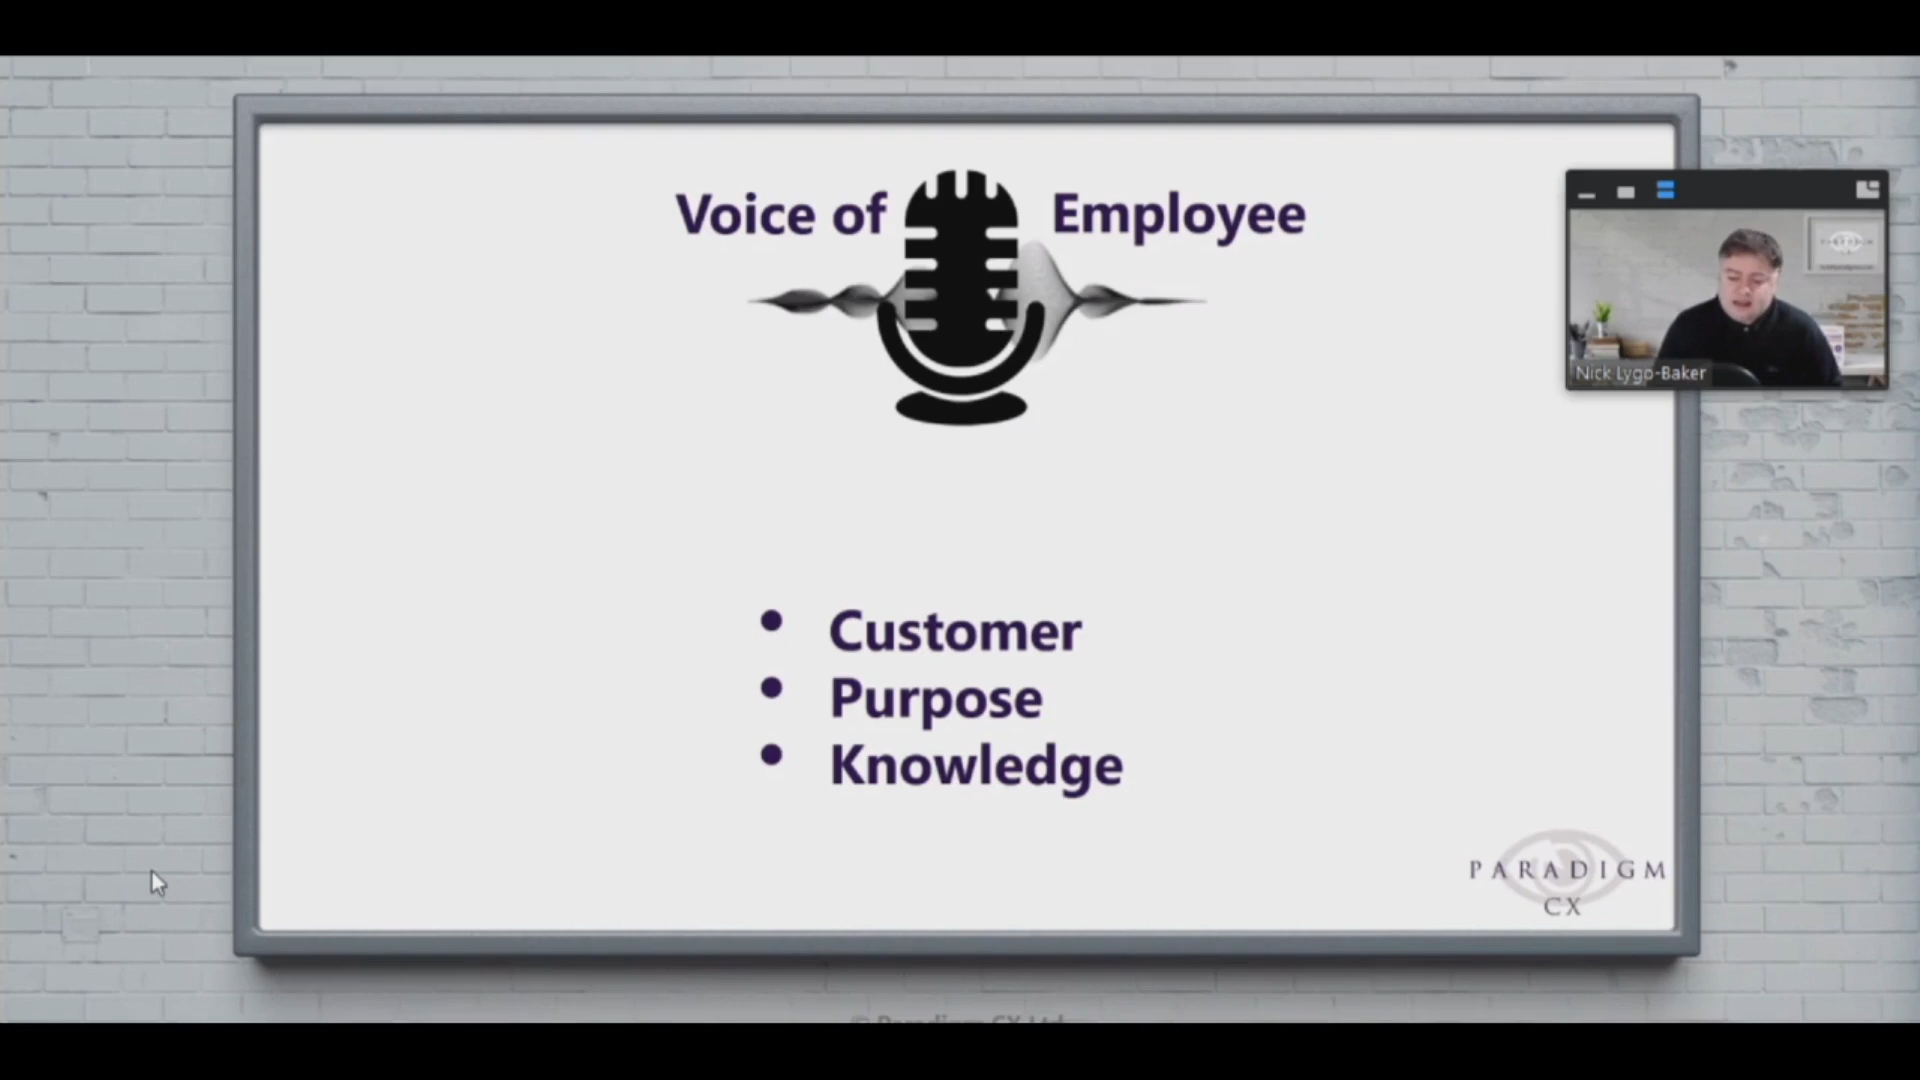 Voice of Employee
Nick Lygo-Baker
• Customer
• Purpose
• Knowledge
PARADIGM
CX